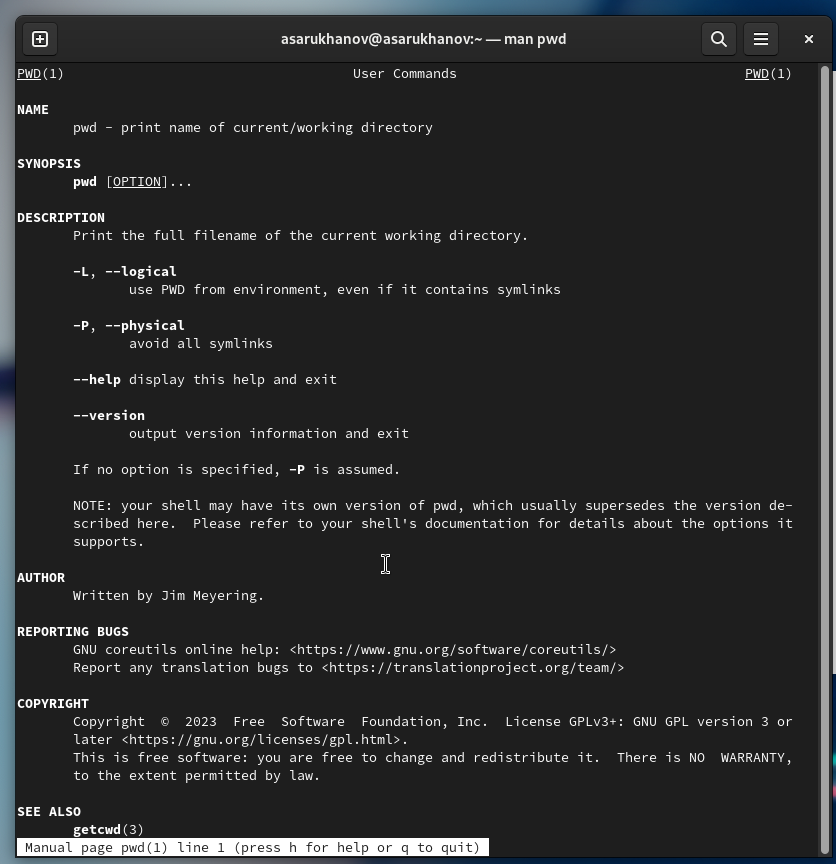 asarukhanov@asarukhanov:~ — man pwd
PWD(1)                                    User Commands                                    PWD(1)
NAME
       pwd - print name of current/working directory
SYNOPSIS
       pwd [OPTION]...
DESCRIPTION
       Print the full filename of the current working directory.
       -L, --logical
              use PWD from environment, even if it contains symlinks
       -P, --physical
              avoid all symlinks
       --help display this help and exit
       --version
              output version information and exit
       If no option is specified, -P is assumed.
       NOTE: your shell may have its own version of pwd, which usually supersedes the version de-
       scribed here.  Please refer to your shell's documentation for details about the options it
       supports.
AUTHOR
       Written by Jim Meyering.
REPORTING BUGS
       GNU coreutils online help: <https://www.gnu.org/software/coreutils/>
       Report any translation bugs to <https://translationproject.org/team/>
COPYRIGHT
       Copyright  ©  2023  Free  Software  Foundation, Inc.  License GPLv3+: GNU GPL version 3 or
       later <https://gnu.org/licenses/gpl.html>.
       This is free software: you are free to change and redistribute it.  There is NO  WARRANTY,
       to the extent permitted by law.
SEE ALSO
       getcwd(3)
 Manual page pwd(1) line 1 (press h for help or q to quit)